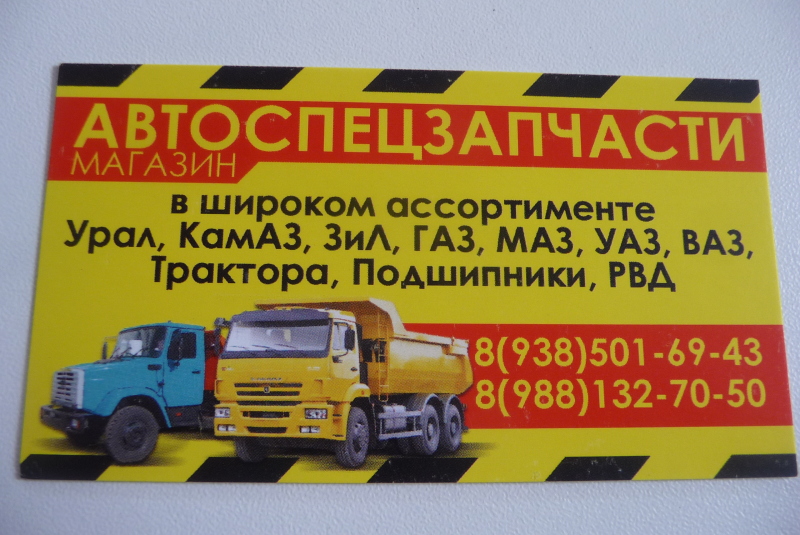 АВТОСПЕЦЗАПЧАСТИ
МАГАЗИН
в широком ассортименте
Урал, КамАЗ, ЗиЛ, ГАЗ, МАЗ, УАЗ, ВАЗ,
Трактора, Подшипники, РВД
8(938)501-69-43
8(988)132-70-50